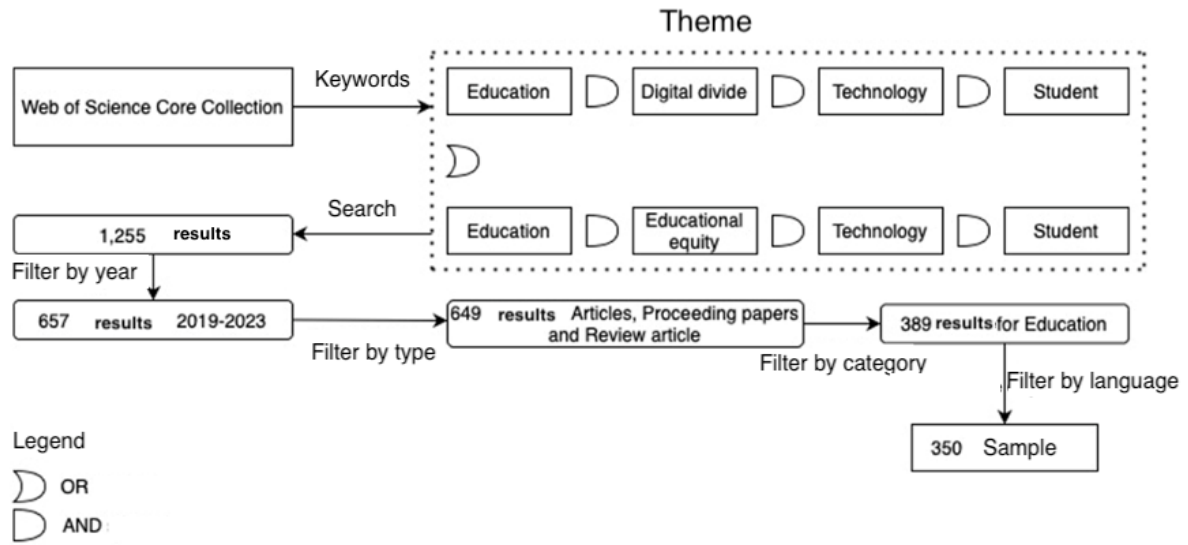 Theme
Keywords
Web of Science Core Collection
Education
Digital divide
Technology
Student
Search
Education
Educational
equity
Technology
Student
1,255 results
Filter by year
657 results 2019-2023
Filter by type
649 results Articles, Proceeding papers
and Review article
Filter by category
389 results for Education
Filter by language
350 Sample
Legend
OR
AND